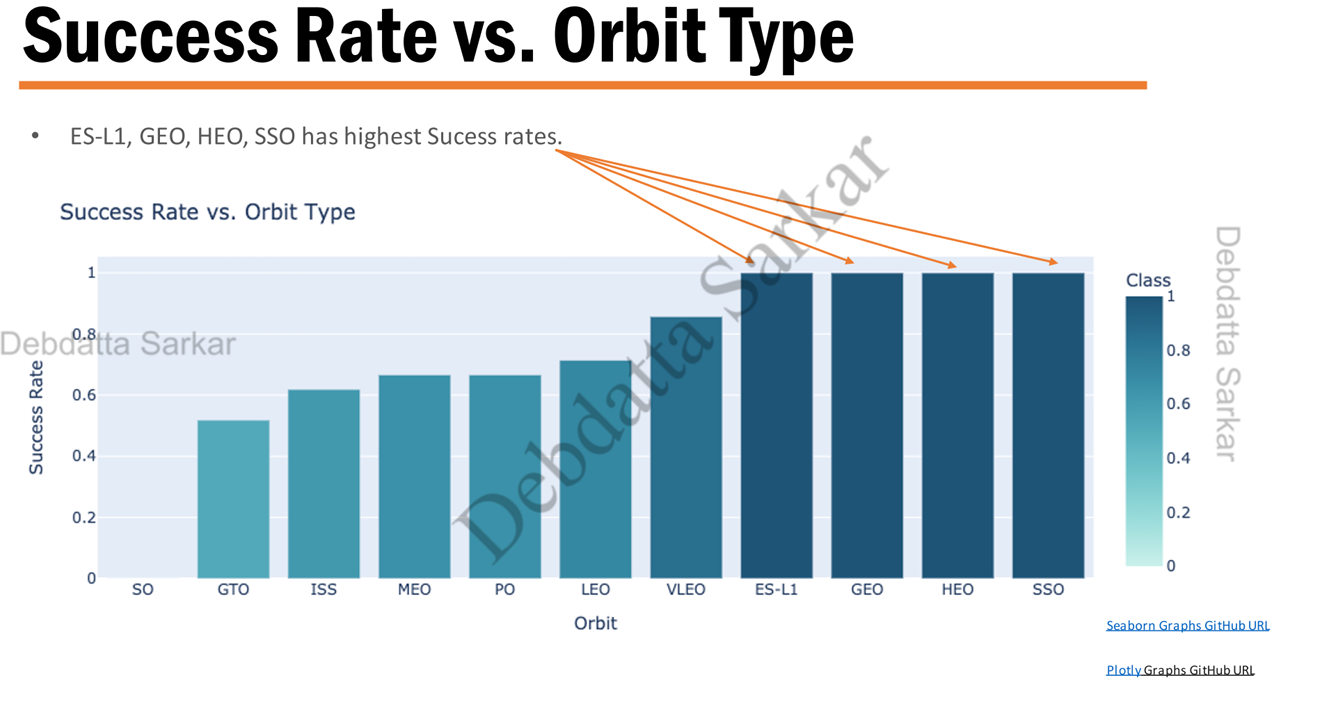 Success Rate vs. Orbit Type
• ES-L1, GEO, HEO, SSO has highest Sucess rates.
Success Rate vs. Orbit Type
Debdatta Sarkar
Debdatta Sarkar
Debdatta Sarkar
Success Rate
1
0.8
0.6
0.4
0.2
0
SO GTO ISS MEO PO LEO VLEO ES-L1 GEO HEO SSO
Orbit
Class
1
0.8
0.6
0.4
0.2
0
Seaborn Graphs GitHub URL
Plotly Graphs GitHub URL